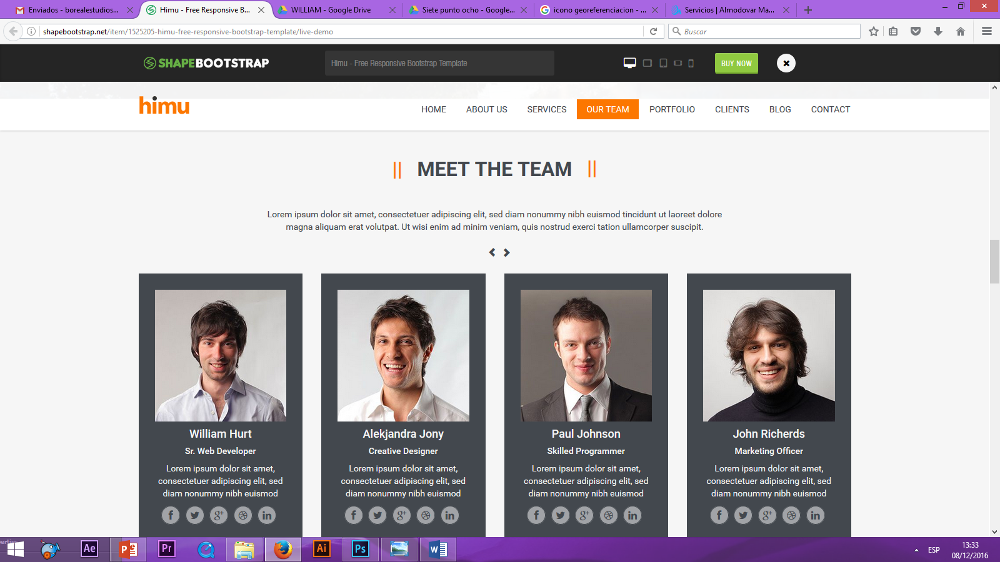 Enviados - borealestudios...
Himu - Free Responsive B...
WILLIAM - Google Drive
Siete punto ocho - Google...
icono georeferenciacion - ...
Servicios | Almodovar Ma...
shapebootstrap.net/item/1525205-himu-free-responsive-bootstrap-template/live-demo
Buscar
SHAPEBOOTSTRAP
Himu - Free Responsive Bootstrap Template
BUY NOW
himu
HOME
ABOUT US
SERVICES
OUR TEAM
PORTFOLIO
CLIENTS
BLOG
CONTACT
|| MEET THE TEAM ||
Lorem ipsum dolor sit amet, consectetuer adipiscing elit, sed diam nonummy nibh euismod tincidunt ut laoreet dolore
magna aliquam erat volutpat. Ut wisi enim ad minim veniam, quis nostrud exerci tation ullamcorper suscipit.
William Hurt
Sr. Web Developer
Lorem ipsum dolor sit amet,
consectetuer adipiscing elit, sed
diam nonummy nibh euismod
Alekjandra Jony
Creative Designer
Lorem ipsum dolor sit amet,
consectetuer adipiscing elit, sed
diam nonummy nibh euismod
Paul Johnson
Skilled Programmer
Lorem ipsum dolor sit amet,
consectetuer adipiscing elit, sed
diam nonummy nibh euismod
John Richerds
Marketing Officer
Lorem ipsum dolor sit amet,
consectetuer adipiscing elit, sed
diam nonummy nibh euismod
Ae
Pr
Ai
Ps
ESP
13:33
08/12/2016